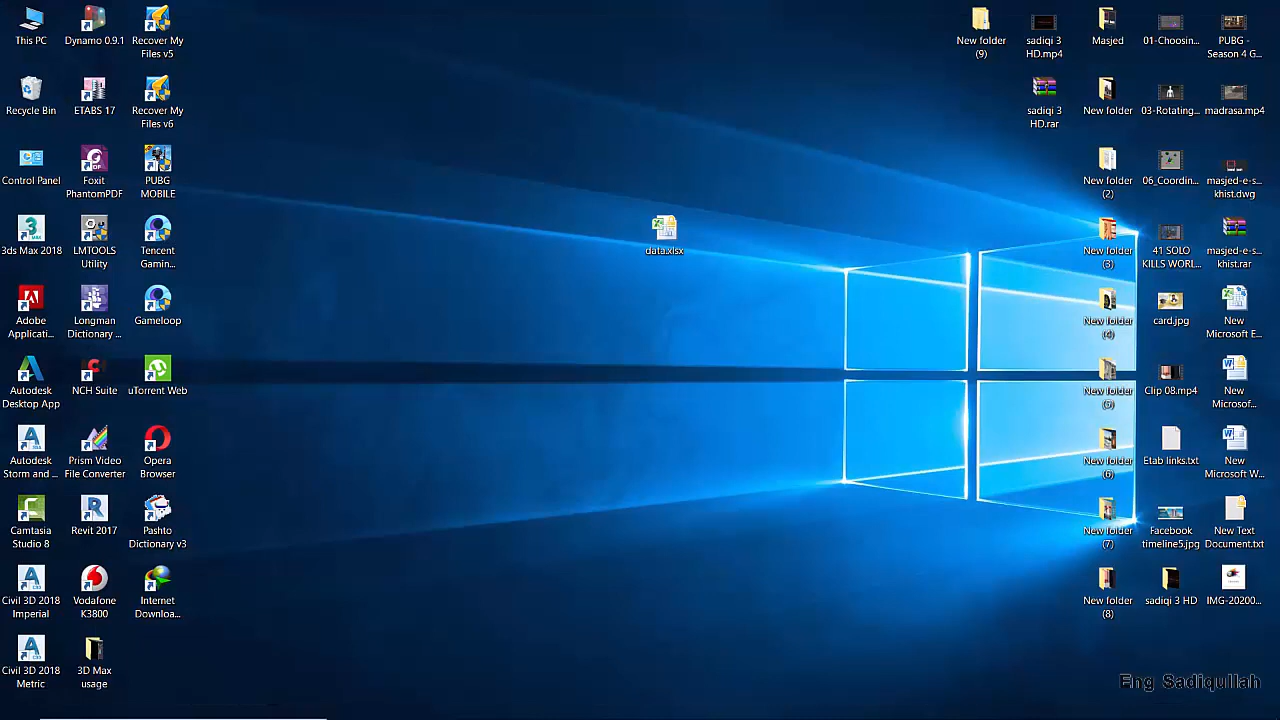 This PC
Dynamo 0.9.1
Recover My
Files v5
Recycle Bin
ETABS 17
Recover My
Files v6
Control Panel
Foxit
PhantomPDF
PUBG
MOBILE
3ds Max 2018
LMTOOLS
Utility
Tencent
Gamin...
Adobe
Applicati...
Longman
Dictionary ...
Gameloop
Autodesk
Desktop App
NCH Suite
uTorrent Web
Autodesk
Storm and ...
Prism Video
File Converter
Opera
Browser
Camtasia
Studio 8
Revit 2017
Pashto
Dictionary v3
Civil 3D 2018
Imperial
Vodafone
K3800
Internet
Downloa...
Civil 3D 2018
Metric
3D Max
usage
data.xlsx
New folder
(9)
sadiqi 3
HD.mp4
Masjed
01-Choosin...
PUBG -
Season 4 G...
sadiqi 3
HD.rar
New folder
03-Rotating...
madrasa.mp4
New folder
(2)
06_Coordin...
masjed-e-s...
khist.dwg
New folder
(3)
41 SOLO
KILLS WORL...
masjed-e-s...
khist.rar
New folder
(4)
card.jpg
New
Microsoft E...
New folder
(5)
Clip 08.mp4
New
Microsof...
New folder
(6)
Etab links.txt
New
Microsoft W...
New folder
(7)
Facebook
timeline5.jpg
New Text
Document.txt
New folder
(8)
sadiqi 3 HD
IMG-20200...
Eng Sadiqullah